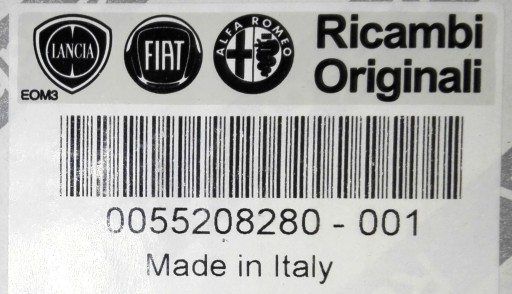 LANCIA FIAT ALFA ROMEO Ricambi
Originali
EOM3
0055208280 - 001
Made in Italy